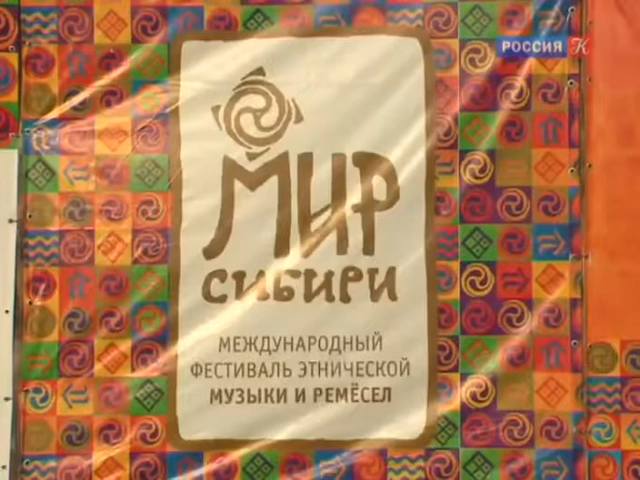 РОССИЯ К
МИР
СИБИРИ
МЕЖДУНАРОДНЫЙ
ФЕСТИВАЛЬ ЭТНИЧЕСКОЙ
МУЗЫКИ И РЕМЁСЕЛ